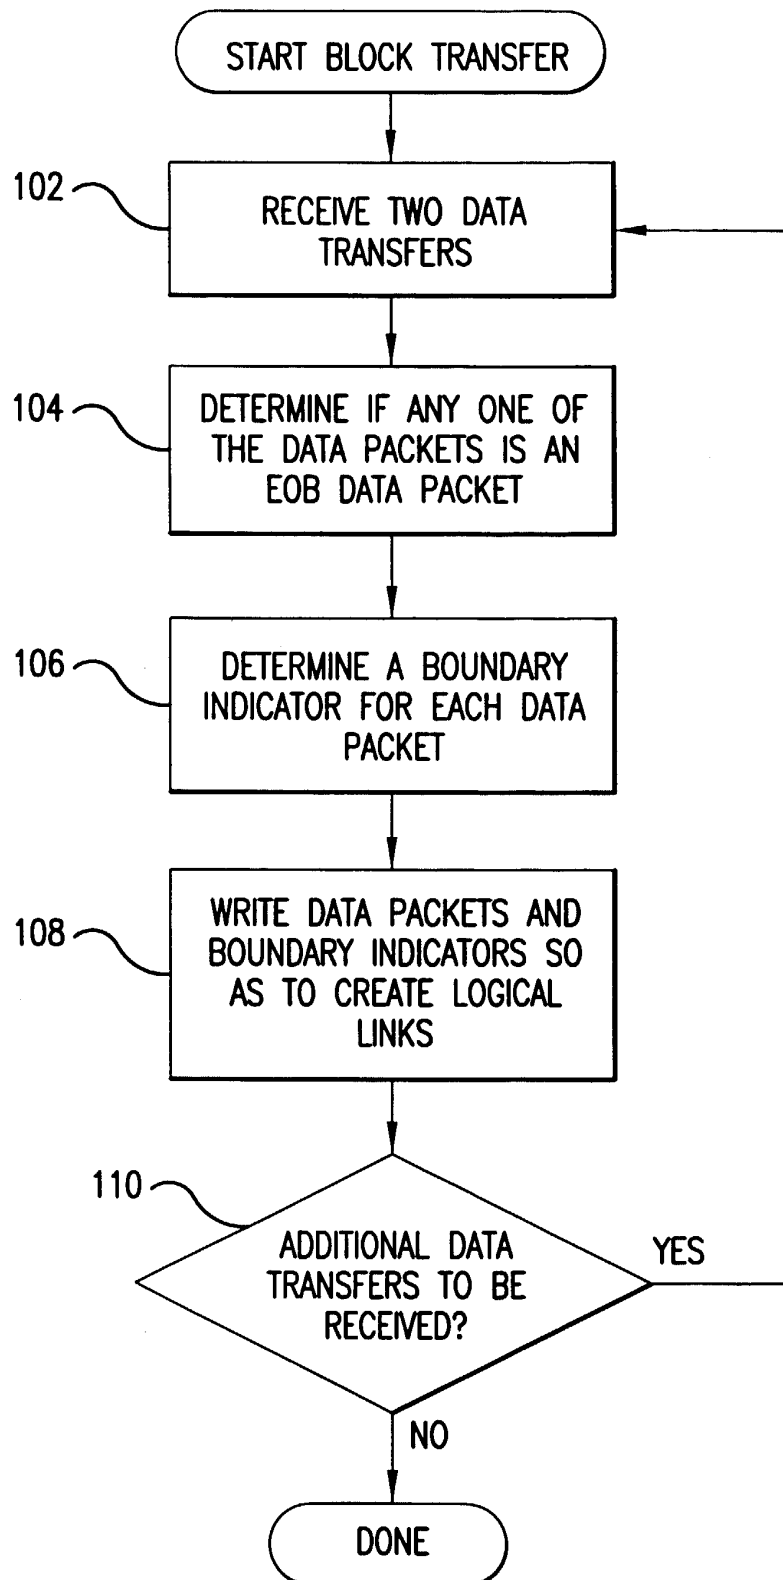 START BLOCK TRANSFER
102
RECEIVE TWO DATA
TRANSFERS
104
DETERMINE IF ANY ONE OF
THE DATA PACKETS IS AN
EOB DATA PACKET
106
DETERMINE A BOUNDARY
INDICATOR FOR EACH DATA
PACKET
108
WRITE DATA PACKETS AND
BOUNDARY INDICATORS SO
AS TO CREATE LOGICAL
LINKS
110
ADDITIONAL DATA
TRANSFERS TO BE
RECEIVED?
YES
NO
DONE